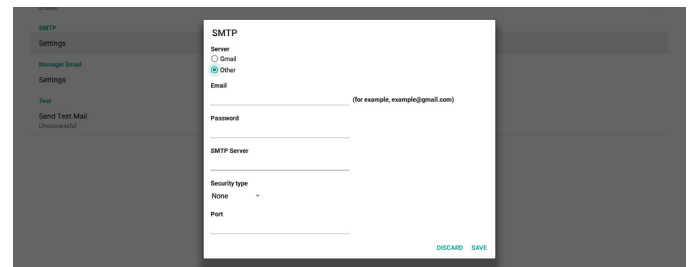 Enable
SMTP
Settings
Manager Email
Settings
Test
Send Test Mail
Unsuccessful
SMTP
Server
Gmail
Other
Email
(for example, example@gmail.com)
Password
SMTP Server
Security type
None
Port
DISCARD SAVE